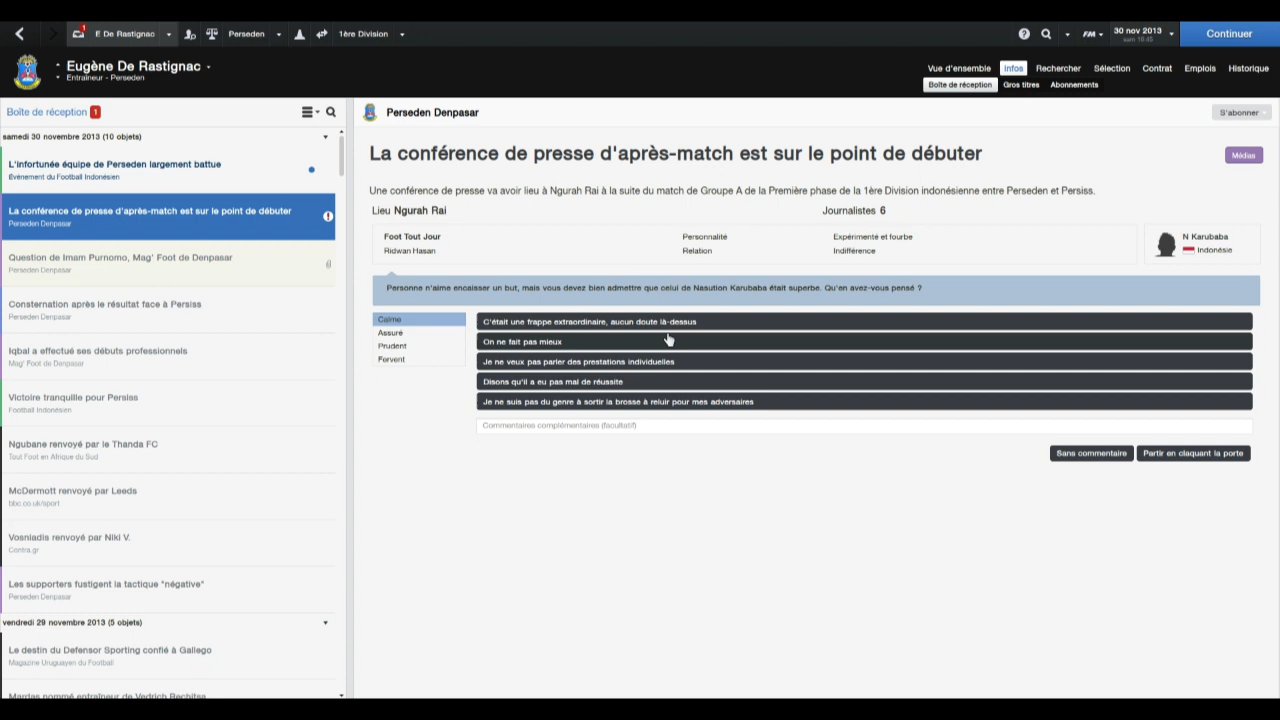 1
E De Rastignac
Perseden
1ère Division
FM
30 nov 2013
sam 16:45
Continuer
Eugène De Rastignac
Entraîneur - Perseden
Vue d'ensemble
Infos
Rechercher
Sélection
Contrat
Emplois
Historique
Boîte de réception
Gros titres
Abonnements
Boîte de réception 1
samedi 30 novembre 2013 (10 objets)
L'infortunée équipe de Perseden largement battue
Évènement du Football Indonésien
La conférence de presse d'après-match est sur le point de débuter
Perseden Denpasar
Question de Imam Purnomo, Mag' Foot de Denpasar
Perseden Denpasar
Consternation après le résultat face à Persiss
Perseden Denpasar
Iqbal a effectué ses débuts professionnels
Mag' Foot de Denpasar
Victoire tranquille pour Persiss
Football Indonésien
Ngubane renvoyé par le Thanda FC
Tout Foot en Afrique du Sud
McDermott renvoyé par Leeds
bbc.co.uk/sport
Vosniadis renvoyé par Niki V.
Contra.gr
Les supporters fustigent la tactique "négative"
Perseden Denpasar
vendredi 29 novembre 2013 (5 objets)
Le destin du Defensor Sporting confié à Gallego
Magazine Uruguayen du Football
Mardas nommé entraîneur de Vedrich Rechitsa
Perseden Denpasar
S'abonner
La conférence de presse d'après-match est sur le point de débuter
Médias
Une conférence de presse va avoir lieu à Ngurah Rai à la suite du match de Groupe A de la Première phase de la 1ère Division indonésienne entre Perseden et Persiss.
Lieu Ngurah Rai
Journalistes 6
Foot Tout Jour
Personnalité
Expérimenté et fourbe
Ridwan Hasan
Relation
Indifférence
N Karubaba
Indonésie
Personne n'aime encaisser un but, mais vous devez bien admettre que celui de Nasution Karubaba était superbe. Qu'en avez-vous pensé ?
Calme
Assuré
Prudent
Fervent
C'était une frappe extraordinaire, aucun doute là-dessus
On ne fait pas mieux
Je ne veux pas parler des prestations individuelles
Disons qu'il a eu pas mal de réussite
Je ne suis pas du genre à sortir la brosse à reluir pour mes adversaires
Commentaires complémentaires (facultatif)
Sans commentaire
Partir en claquant la porte